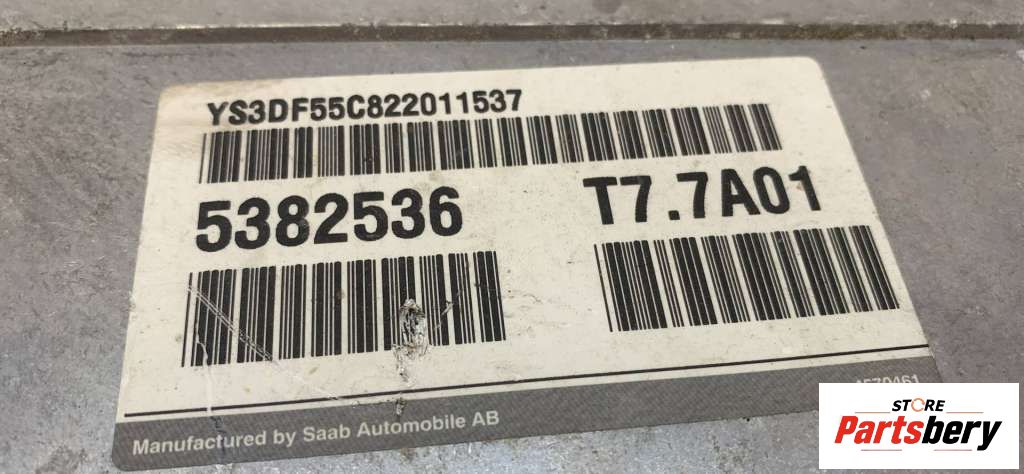 YS3DF55C822011537
5382536 T7.7A01
Manufactured by Saab Automobile AB
STORE
Partsbery